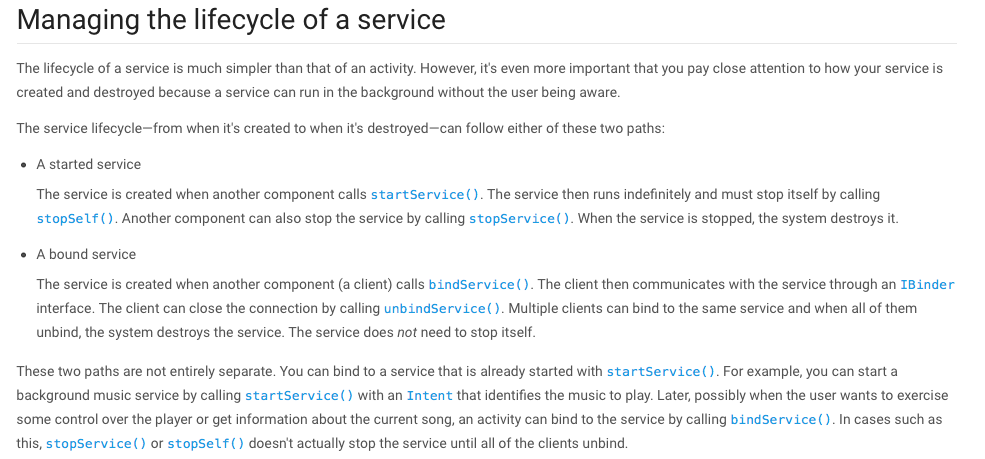 Managing the lifecycle of a service
The lifecycle of a service is much simpler than that of an activity. However, it's even more important that you pay close attention to how your service is
created and destroyed because a service can run in the background without the user being aware.
The service lifecycle—from when it's created to when it's destroyed—can follow either of these two paths:
• A started service
The service is created when another component calls startService(). The service then runs indefinitely and must stop itself by calling
stopSelf(). Another component can also stop the service by calling stopService(). When the service is stopped, the system destroys it.
• A bound service
The service is created when another component (a client) calls bindService(). The client then communicates with the service through an IBinder
interface. The client can close the connection by calling unbindService(). Multiple clients can bind to the same service and when all of them
unbind, the system destroys the service. The service does not need to stop itself.
These two paths are not entirely separate. You can bind to a service that is already started with startService(). For example, you can start a
background music service by calling startService() with an Intent that identifies the music to play. Later, possibly when the user wants to exercise
some control over the player or get information about the current song, an activity can bind to the service by calling bindService(). In cases such as
this, stopService() or stopSelf() doesn't actually stop the service until all of the clients unbind.